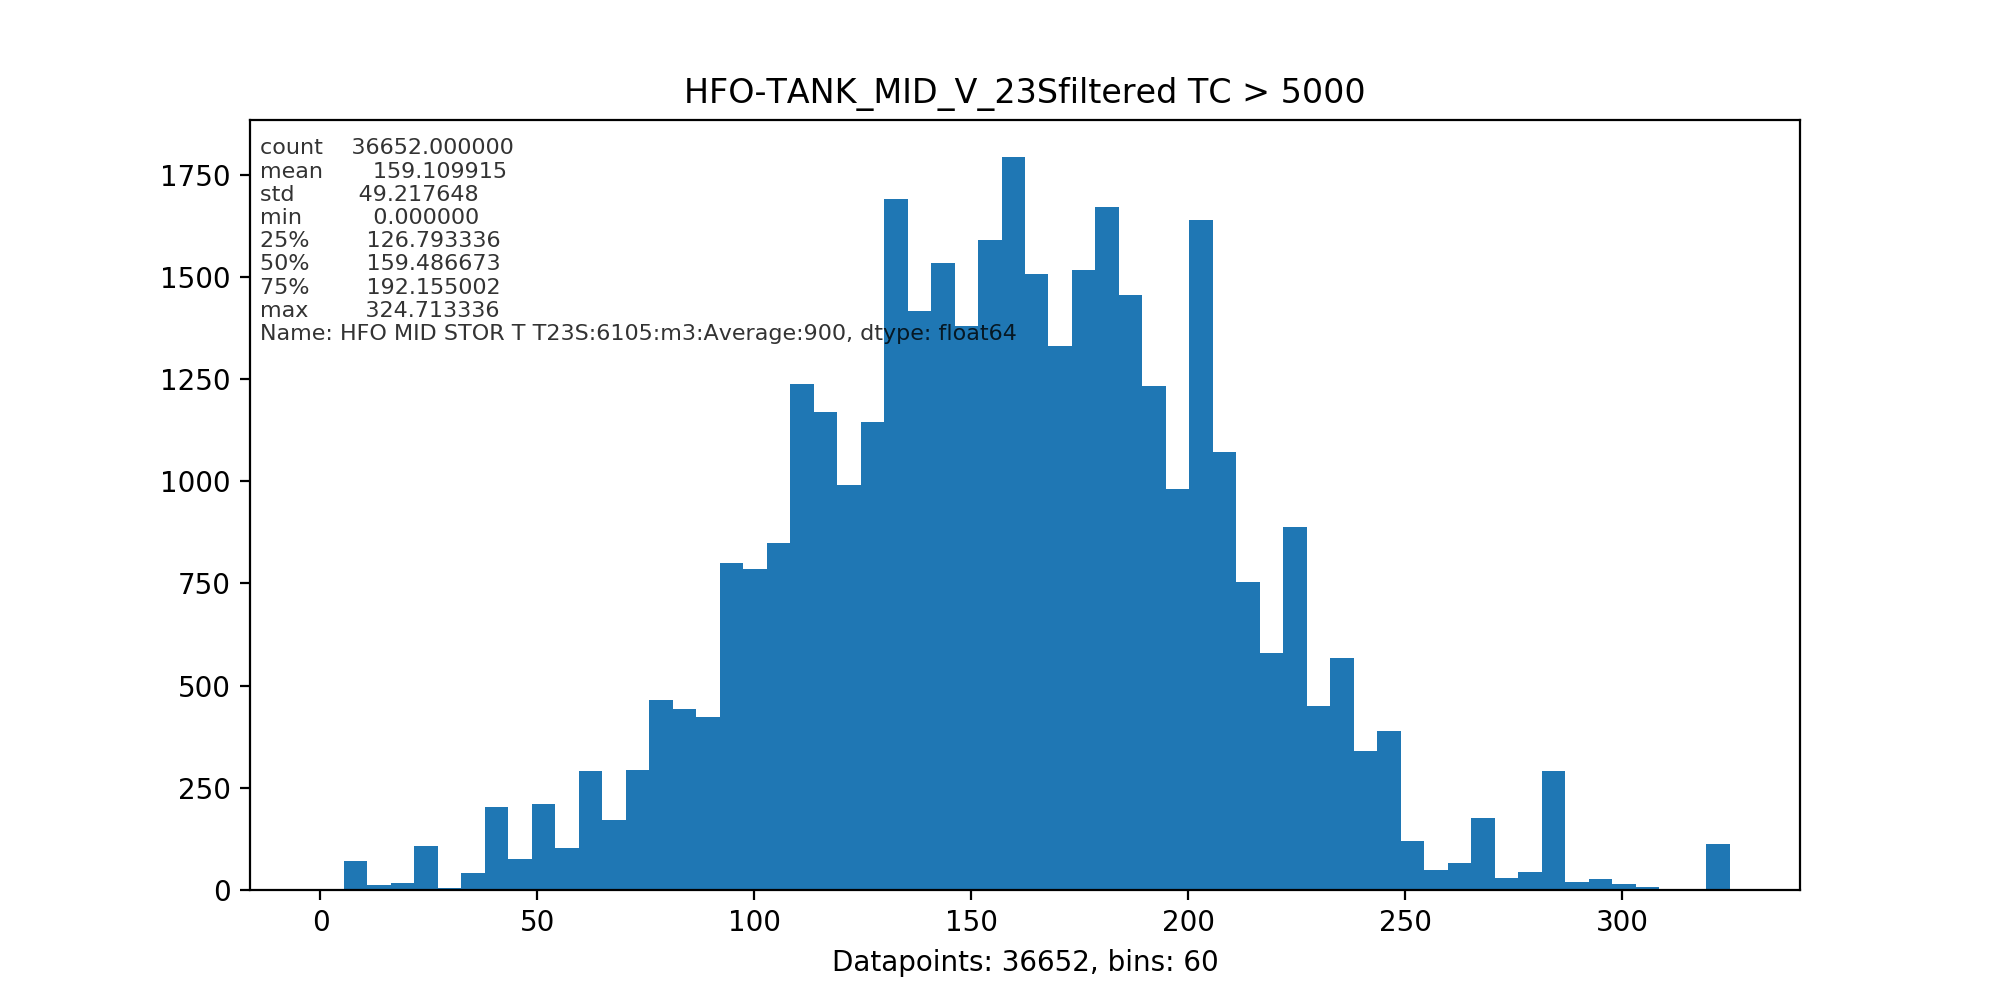 HFO-TANK_MID_V_23Sfiltered TC > 5000
count 36652.000000
mean 159.109915
std 49.217648
min 0.000000
25% 126.793336
50% 159.486673
75% 192.155002
max 324.713336
Name: HFO MID STOR T T23S:6105:m3:Average:900, dtype: float64
1750
1500
1250
1000
750
500
250
0
0 50 100 150 200 250 300
Datapoints: 36652, bins: 60